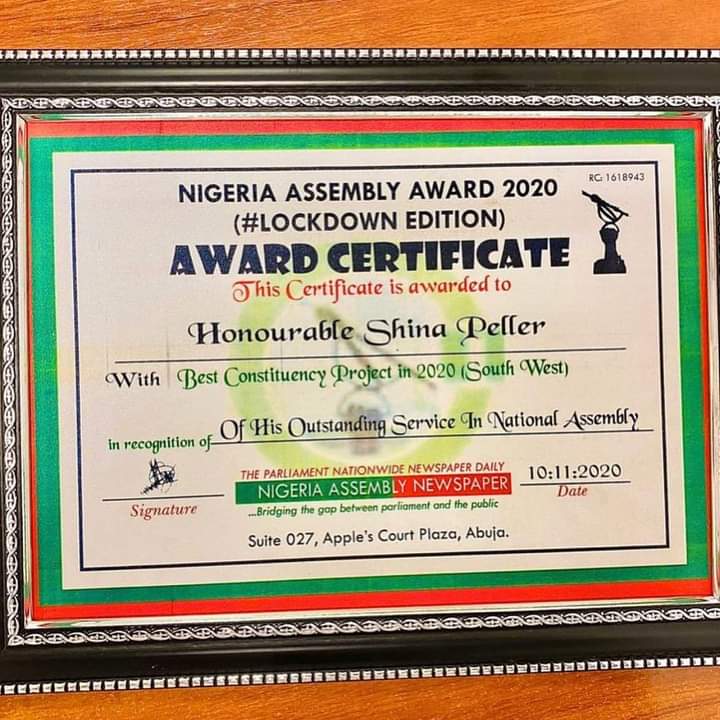 RC: 1618943
NIGERIA ASSEMBLY AWARD 2020
(#LOCKDOWN EDITION)
AWARD CERTIFICATE
This Certificate is awarded to
Honourable Shina Peller
With Best Constituency Project in 2020 (South West)
in recognition of Of His Outstanding Service In National Assembly
Signature
THE PARLIAMENT NATIONWIDE NEWSPAPER DAILY
NIGERIA ASSEMBLY NEWSPAPER
...Bridging the gap between parliament and the public
10:11:2020
Date
Suite 027, Apple's Court Plaza, Abuja.